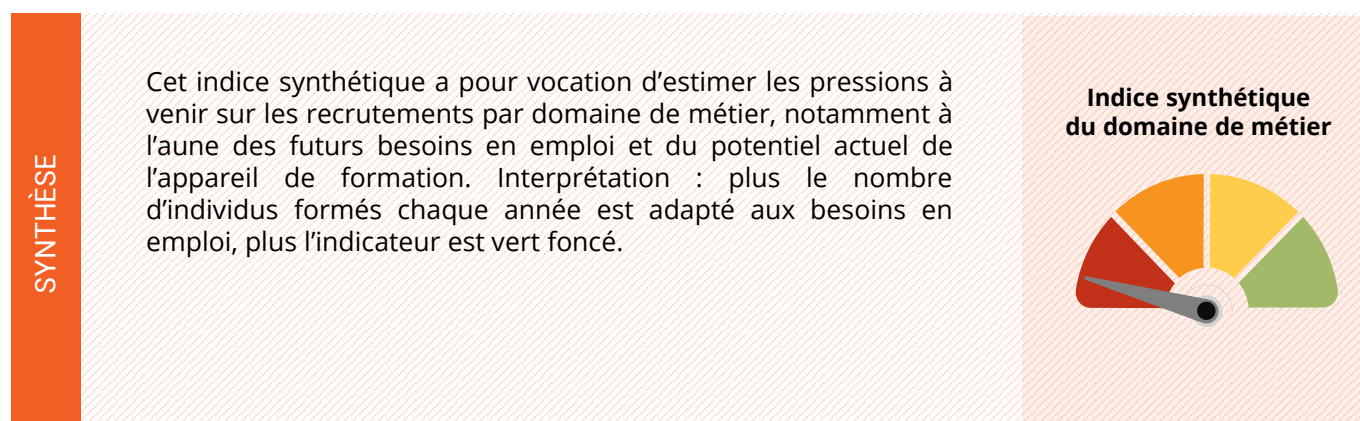 SYNTHÈSE
Cet indice synthétique a pour vocation d’estimer les pressions à
venir sur les recrutements par domaine de métier, notamment à
l’aune des futurs besoins en emploi et du potentiel actuel de
l’appareil de formation. Interprétation : plus le nombre
d’individus formés chaque année est adapté aux besoins en
emploi, plus l’indicateur est vert foncé.
Indice synthétique
du domaine de métier